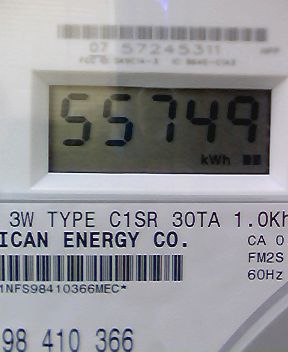 07 57245311
55749
kWh
3W TYPE C1SR 30TA 1.0Kh
ICAN ENERGY CO.
CA 0
FM2S
60Hz
1NFS98410366MEC*
98 410 366